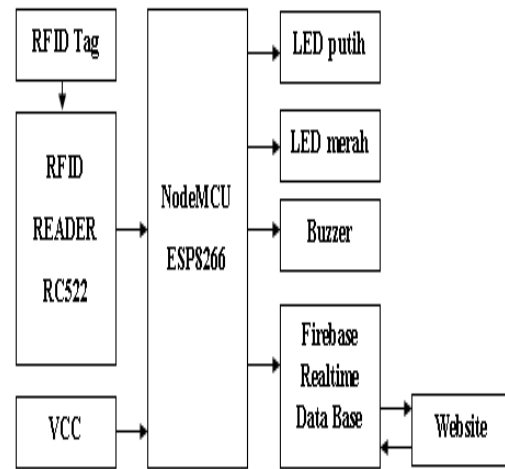 RFID Tag
RFID
READER
RC522
VCC
NodeMCU
ESP8266
LED putih
LED merah
Buzzer
Firebase
Realtime
Data Base
Website